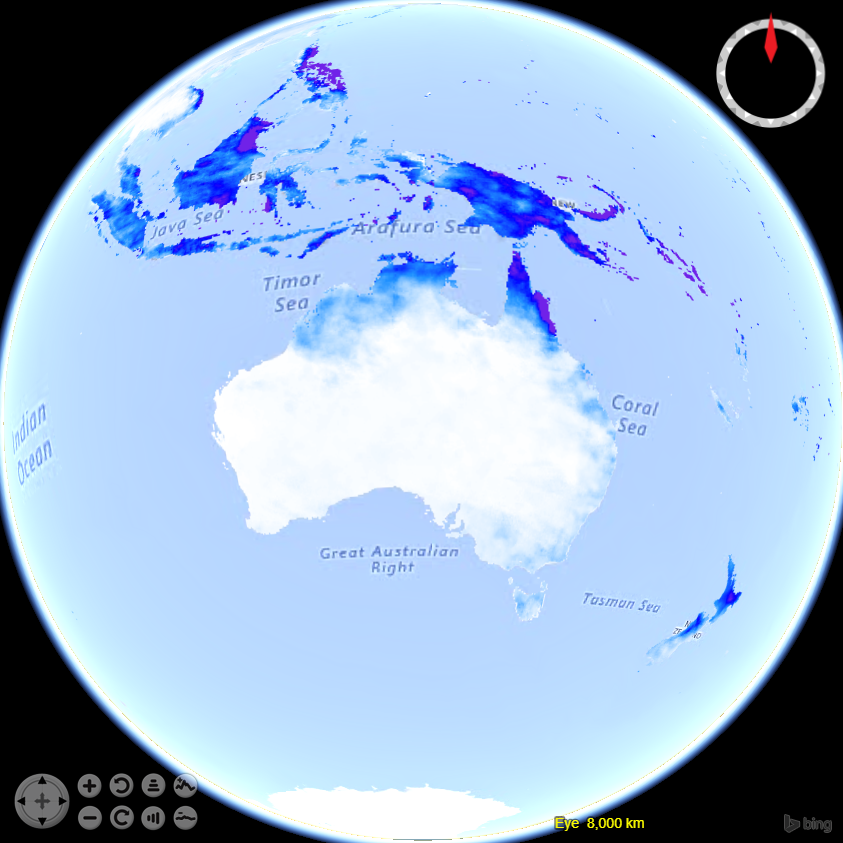 Java Sea
Arafura Sea
Timor
Sea
Coral
Sea
Indian
Ocean
Great Australian
Right
Tasman Sea
Eye 8,000 km
bing